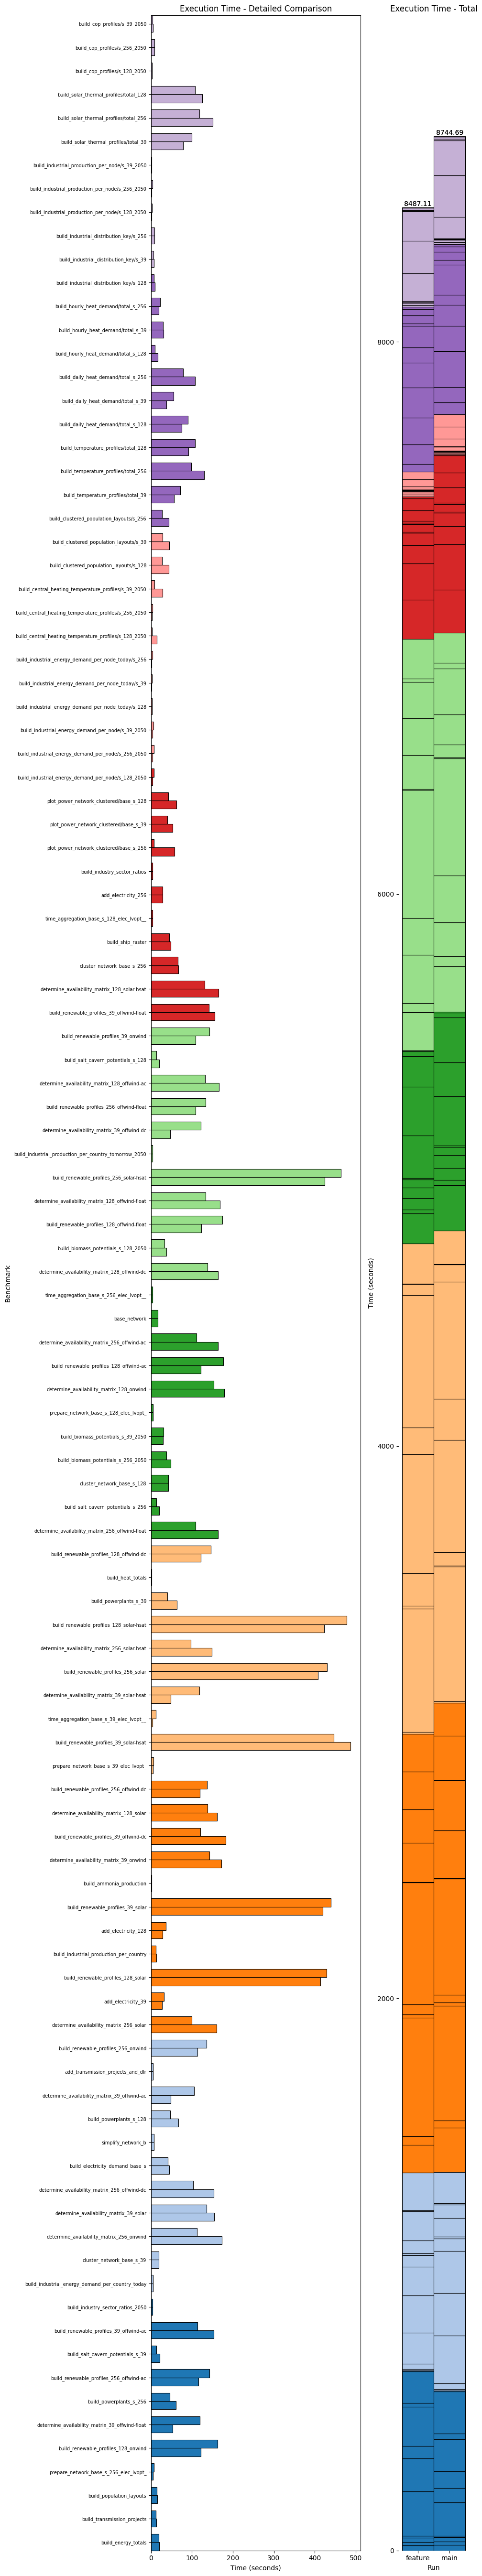 Execution Time - Detailed Comparison
Execution Time - Total
build_cop_profiles/s_39_2050
build_cop_profiles/s_256_2050
build_cop_profiles/s_128_2050
build_solar_thermal_profiles/total_128
build_solar_thermal_profiles/total_256
build_solar_thermal_profiles/total_39
build_industrial_production_per_node/s_39_2050
build_industrial_production_per_node/s_256_2050
build_industrial_production_per_node/s_128_2050
build_industrial_distribution_key/s_256
build_industrial_distribution_key/s_39
build_industrial_distribution_key/s_128
build_hourly_heat_demand/total_s_256
build_hourly_heat_demand/total_s_39
build_hourly_heat_demand/total_s_128
build_daily_heat_demand/total_s_256
build_daily_heat_demand/total_s_39
build_daily_heat_demand/total_s_128
build_temperature_profiles/total_128
build_temperature_profiles/total_256
build_temperature_profiles/total_39
build_clustered_population_layouts/s_256
build_clustered_population_layouts/s_39
build_clustered_population_layouts/s_128
build_central_heating_temperature_profiles/s_39_2050
build_central_heating_temperature_profiles/s_256_2050
build_central_heating_temperature_profiles/s_128_2050
build_industrial_energy_demand_per_node_today/s_256
build_industrial_energy_demand_per_node_today/s_39
build_industrial_energy_demand_per_node_today/s_128
build_industrial_energy_demand_per_node/s_39_2050
build_industrial_energy_demand_per_node/s_256_2050
build_industrial_energy_demand_per_node/s_128_2050
plot_power_network_clustered/base_s_128
plot_power_network_clustered/base_s_39
plot_power_network_clustered/base_s_256
build_industry_sector_ratios
add_electricity_256
time_aggregation_base_s_128_elec_lvopt__
build_ship_raster
cluster_network_base_s_256
determine_availability_matrix_128_solar-hsat
build_renewable_profiles_39_offwind-float
build_renewable_profiles_39_onwind
build_salt_cavern_potentials_s_128
determine_availability_matrix_128_offwind-ac
build_renewable_profiles_256_offwind-float
determine_availability_matrix_39_offwind-dc
build_industrial_production_per_country_tomorrow_2050
build_renewable_profiles_256_solar-hsat
determine_availability_matrix_128_offwind-float
build_renewable_profiles_128_offwind-float
build_biomass_potentials_s_128_2050
determine_availability_matrix_128_offwind-dc
time_aggregation_base_s_256_elec_lvopt__
base_network
determine_availability_matrix_256_offwind-ac
build_renewable_profiles_128_offwind-ac
determine_availability_matrix_128_onwind
prepare_network_base_s_128_elec_lvopt_
build_biomass_potentials_s_39_2050
build_biomass_potentials_s_256_2050
cluster_network_base_s_128
build_salt_cavern_potentials_s_256
determine_availability_matrix_256_offwind-float
build_renewable_profiles_128_offwind-dc
build_heat_totals
build_powerplants_s_39
build_renewable_profiles_128_solar-hsat
determine_availability_matrix_256_solar-hsat
build_renewable_profiles_256_solar
determine_availability_matrix_39_solar-hsat
time_aggregation_base_s_39_elec_lvopt__
build_renewable_profiles_39_solar-hsat
prepare_network_base_s_39_elec_lvopt_
build_renewable_profiles_256_offwind-dc
determine_availability_matrix_128_solar
build_renewable_profiles_39_offwind-dc
determine_availability_matrix_39_onwind
build_ammonia_production
build_renewable_profiles_39_solar
add_electricity_128
build_industrial_production_per_country
build_renewable_profiles_128_solar
add_electricity_39
determine_availability_matrix_256_solar
build_renewable_profiles_256_onwind
add_transmission_projects_and_dlr
determine_availability_matrix_39_offwind-ac
build_powerplants_s_128
simplify_network_b
build_electricity_demand_base_s
determine_availability_matrix_256_offwind-dc
determine_availability_matrix_39_solar
determine_availability_matrix_256_onwind
cluster_network_base_s_39
build_industrial_energy_demand_per_country_today
build_industry_sector_ratios_2050
build_renewable_profiles_39_offwind-ac
build_salt_cavern_potentials_s_39
build_renewable_profiles_256_offwind-ac
build_powerplants_s_256
determine_availability_matrix_39_offwind-float
build_renewable_profiles_128_onwind
prepare_network_base_s_256_elec_lvopt_
build_population_layouts
build_transmission_projects
build_energy_totals
Benchmark
0 100 200 300 400 500
Time (seconds)
8744.69
8487.11
8000
6000
4000
2000
0
Time (seconds)
feature main
Run